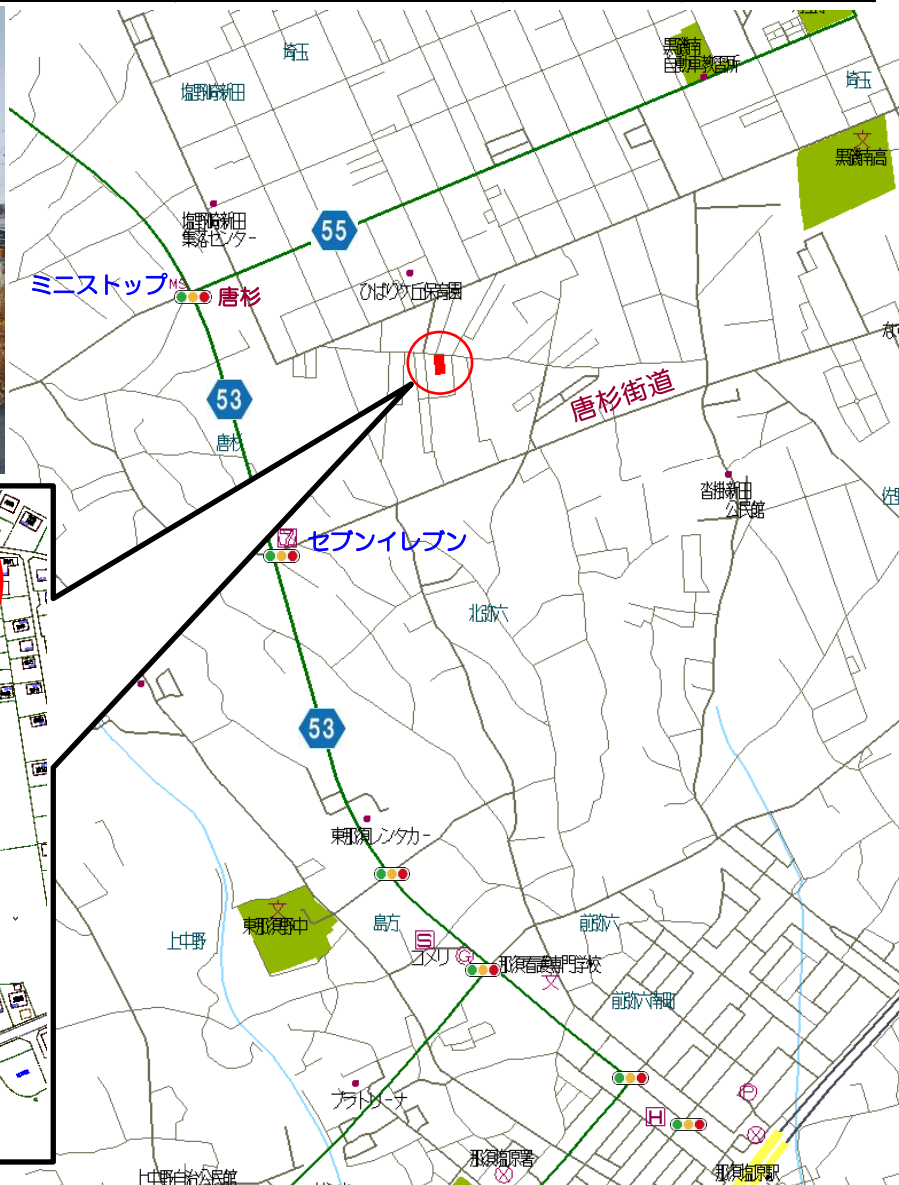 埼玉
黒磯南
自動車教習所
埼玉
塩野崎新田
黒磯南高
塩野崎新田
集落センター
55
ミニストップ
MS
唐杉
ひばりヶ丘保育園
53
唐杉
唐杉街道
沓掛新田
公民館
7
セブンイレブン
北弥六
53
東那須レンタカー
東那須野中
島方
前弥六
上中野
S
コメリ
G
那須看護専門学校
前弥六南町
プラトリーナ
P
H
那須塩原署
那須塩原駅
上中野自治公民館